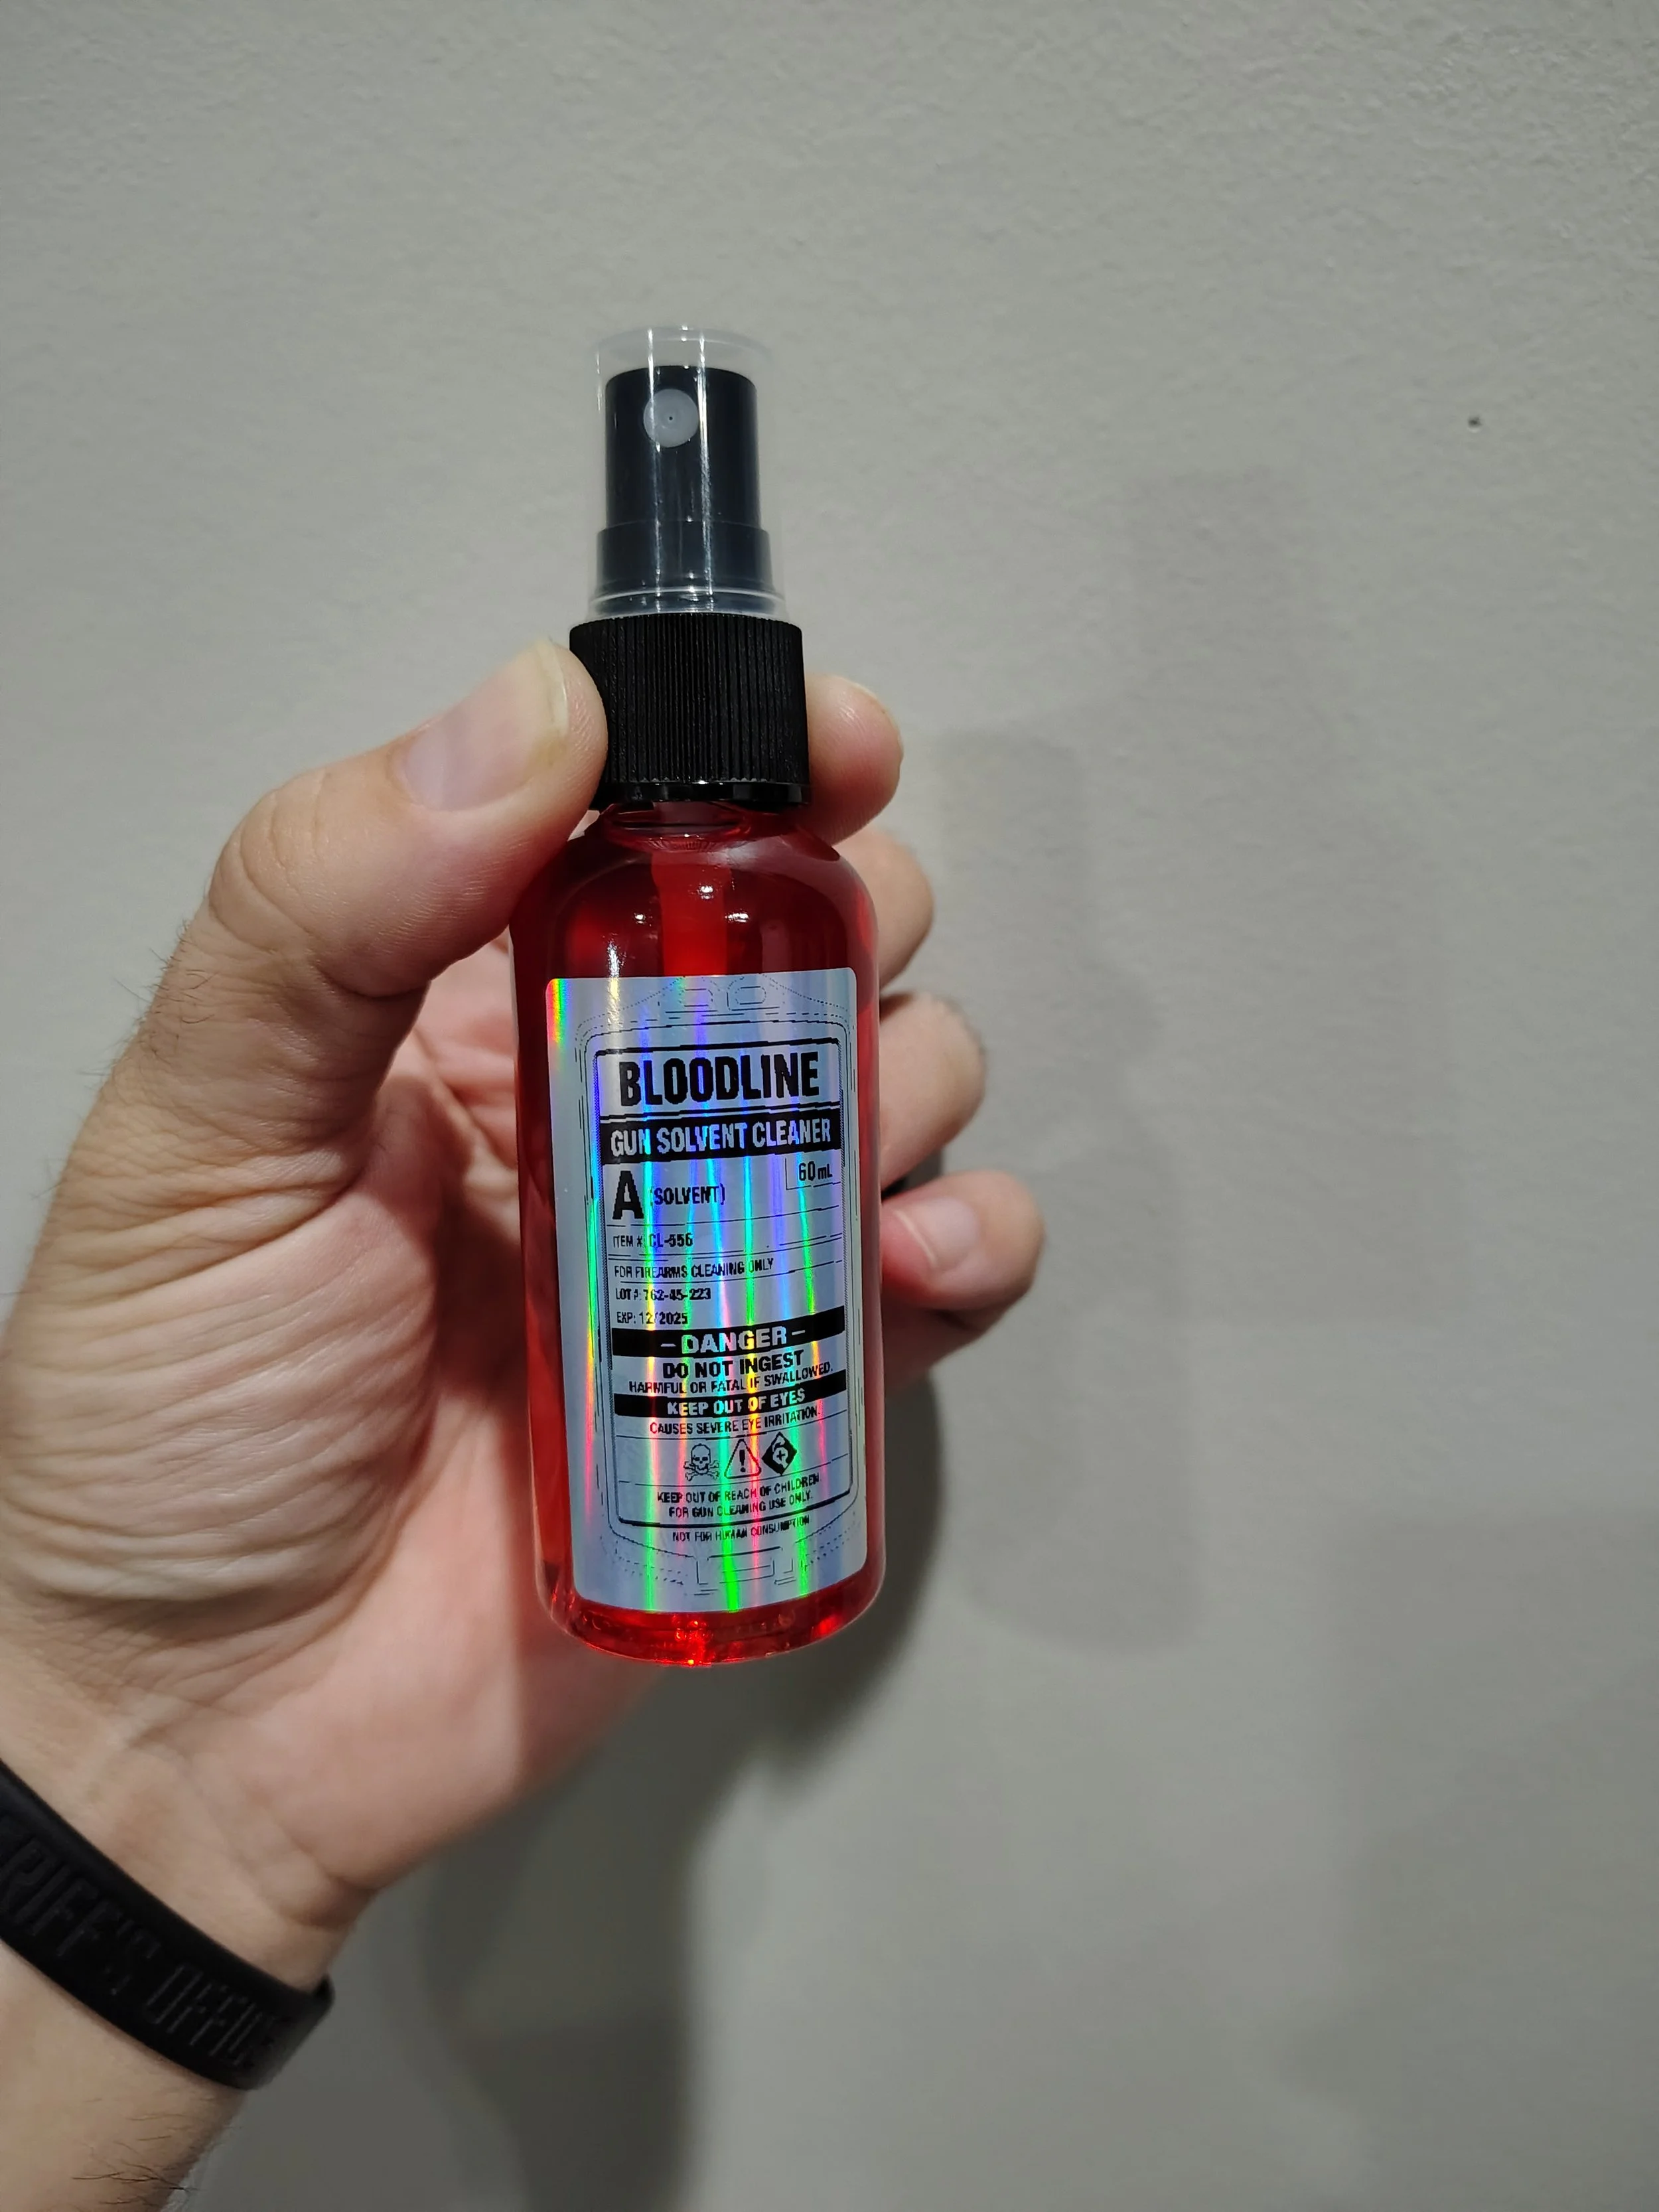 BLOODLINE
GUN SOLVENT CLEANER
A (SOLVENT)
60 mL
ITEM #: CL-556
FOR FIREARMS CLEANING ONLY
LOT #: 762-45-223
EXP: 12/2025
– DANGER –
DO NOT INGEST
HARMFUL OR FATAL IF SWALLOWED.
KEEP OUT OF EYES
CAUSES SEVERE EYE IRRITATION.
KEEP OUT OF REACH OF CHILDREN
FOR GUN CLEANING USE ONLY.
NOT FOR HUMAN CONSUMPTION
RIFF'S OFFIC